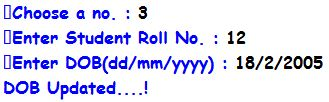 Choose a no. : 3
Enter Student Roll No. : 12
Enter DOB(dd/mm/yyyy) : 18/2/2005
DOB Updated....!